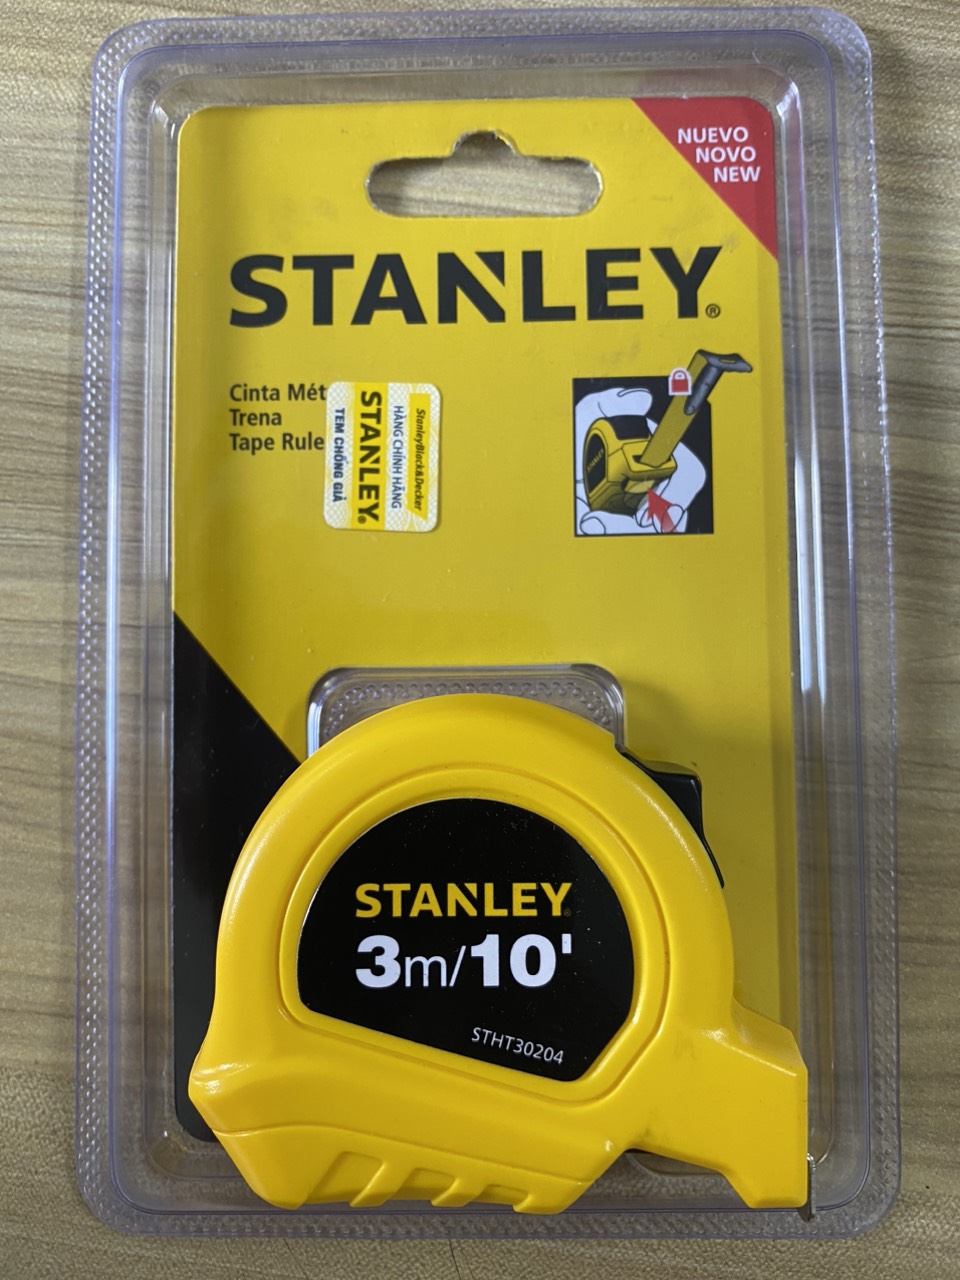 NUEVO
NOVO
NEW
STANLEY®
Cinta Mét
Trena
Tape Rule
StanleyBlack&Decker
HÀNG CHÍNH HÃNG
STANLEY®
TEM CHỐNG GIẢ
STANLEY
STANLEY®
3m/10'
STHT30204